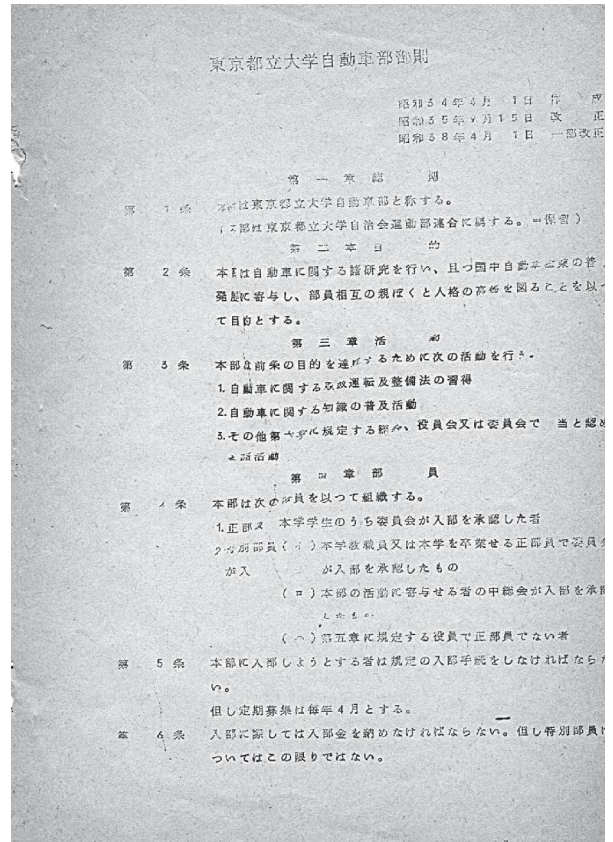 東京都立大学自動車部部則
昭和34年4月 1日 作 成
昭和35年9月15日 改 正
昭和38年4月 1日 一部改正
第 一 章 総 則
第 1 条 本部は東京都立大学自動車部と称する。
部は東京都立大学自治会運動部連合に属する。=保留)
第 二 本 目 的
第 2 条 本部は自動車に関する諸研究を行い、且つ国中自動車
発展に寄与し、部員相互の親ぼくと人格の高揚を図ることを以つ
て目的とする。
第 三 章 活 動
第 3 条 本部は前条の目的を達成するために次の活動を行う。
1.自動車に関する 運転及整備法の習得
2.自動車に関する知識の普及活動
3.その他 規定する総会、役員会又は委員会で 当と認め
活動
第 四 章 部 員
第 条 本部は次の部員を以つて組織する。
1.正部 本学学生のうち委員会が入部を承認した者
別部員( )本学教職員又は本学を卒業せる正部員で委員会
が入 が入部を承認したもの
(ロ)本部の活動に寄与せる者の中総会が入部を承認
( )第五章に規定する役員で正部員でない者
第 5 条 本部に入部しようとする者は規定の入部手続をしなければならな
い。
但し定期募集は毎年4月とする。
第 6 条 入部に際しては入部金を納めなければならない。但し特別部員に
ついてはこの限りではない。